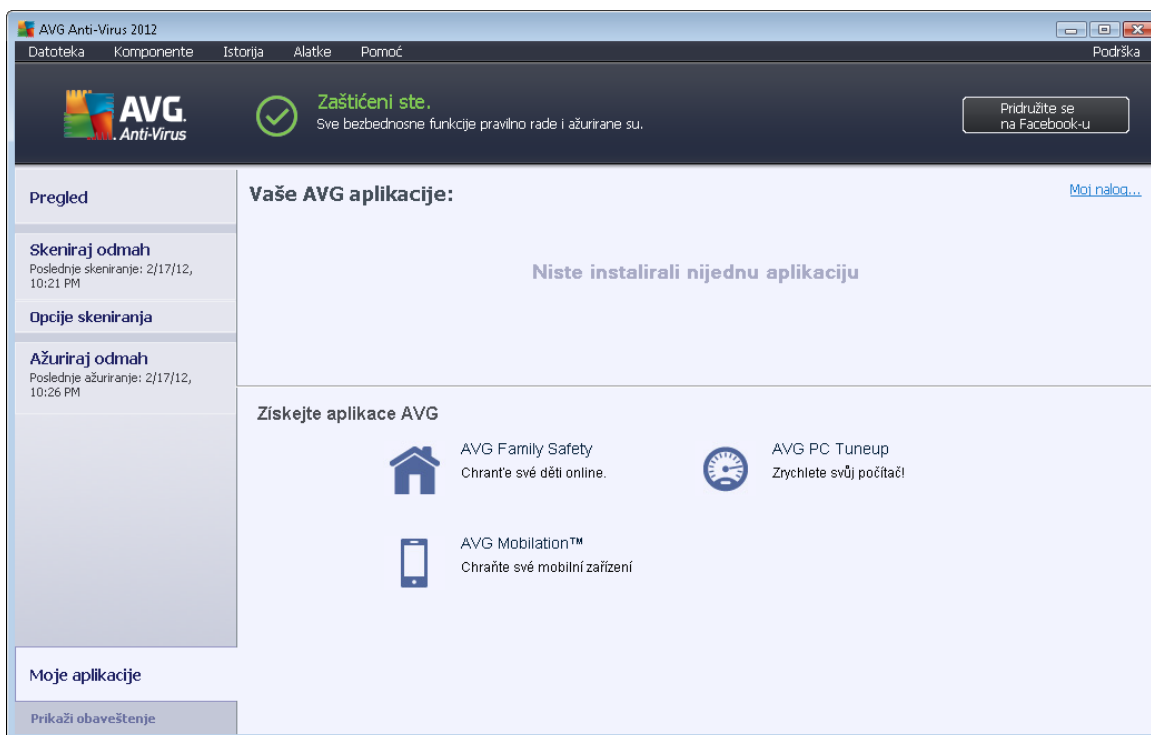 AVG Anti-Virus 2012
Datoteka Komponente Istorija Alatke Pomoć Podrška
AVG.
Anti-Virus
Zaštićeni ste.
Sve bezbednosne funkcije pravilno rade i ažurirane su.
Pridružite se
na Facebook-u
Pregled
Skeniraj odmah
Poslednje skeniranje: 2/17/12,
10:21 PM
Opcije skeniranja
Ažuriraj odmah
Poslednje ažuriranje: 2/17/12,
10:26 PM
Moje aplikacije
Prikaži obaveštenje
Vaše AVG aplikacije:
Moj nalog...
Niste instalirali nijednu aplikaciju
Získejte aplikace AVG
AVG Family Safety
Chranťe své děti online.
AVG PC Tuneup
Zrychlete svůj počítač!
AVG Mobilation™
Chraňte své mobilní zařízení